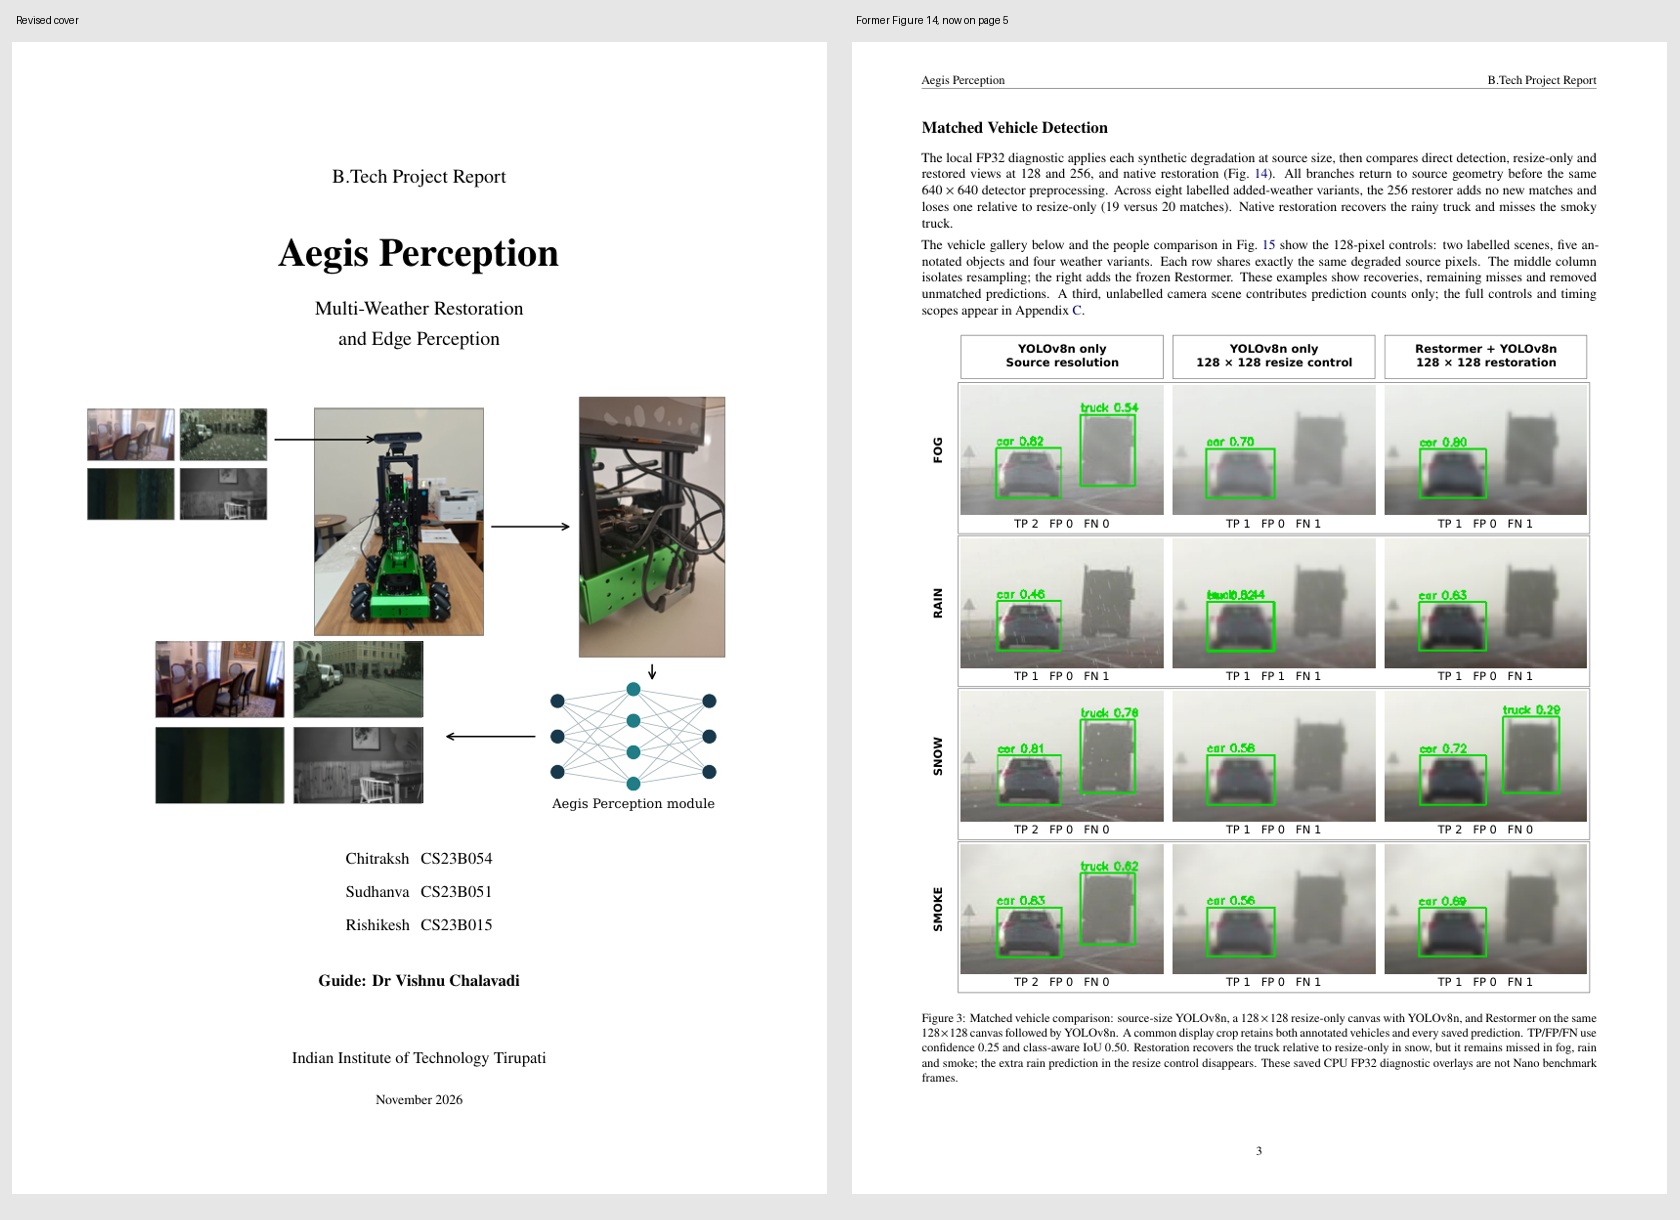 Revised cover
B.Tech Project Report
Aegis Perception
Multi-Weather Restoration
and Edge Perception
Aegis Perception module
Chitraksh CS23B054
Sudhanva CS23B051
Rishikesh CS23B015
Guide: Dr Vishnu Chalavadi
Indian Institute of Technology Tirupati
November 2026
Former Figure 14, now on page 5
Aegis Perception B.Tech Project Report
Matched Vehicle Detection
The local FP32 diagnostic applies each synthetic degradation at source size, then compares direct detection, resize-only and
restored views at 128 and 256, and native restoration (Fig. 14). All branches return to source geometry before the same
640 × 640 detector preprocessing. Across eight labelled added-weather variants, the 256 restorer adds no new matches and
loses one relative to resize-only (19 versus 20 matches). Native restoration recovers the rainy truck and misses the smoky
truck.
The vehicle gallery below and the people comparison in Fig. 15 show the 128-pixel controls: two labelled scenes, five an-
notated objects and four weather variants. Each row shares exactly the same degraded source pixels. The middle column
isolates resampling; the right adds the frozen Restormer. These examples show recoveries, remaining misses and removed
unmatched predictions. A third, unlabelled camera scene contributes prediction counts only; the full controls and timing
scopes appear in Appendix C.
YOLOv8n only
Source resolution
YOLOv8n only
128 × 128 resize control
Restormer + YOLOv8n
128 × 128 restoration
FOG
car 0.82 truck 0.54
car 0.70
car 0.80
TP 2 FP 0 FN 0
TP 1 FP 0 FN 1
TP 1 FP 0 FN 1
RAIN
car 0.46
car 0.63
TP 1 FP 0 FN 1
TP 1 FP 1 FN 1
TP 1 FP 0 FN 1
SNOW
car 0.81 truck 0.78
car 0.58
car 0.72 truck 0.29
TP 2 FP 0 FN 0
TP 1 FP 0 FN 1
TP 2 FP 0 FN 0
SMOKE
car 0.83 truck 0.62
car 0.56
car 0.69
TP 2 FP 0 FN 0
TP 1 FP 0 FN 1
TP 1 FP 0 FN 1
Figure 3: Matched vehicle comparison: source-size YOLOv8n, a 128×128 resize-only canvas with YOLOv8n, and Restormer on the same
128×128 canvas followed by YOLOv8n. A common display crop retains both annotated vehicles and every saved prediction. TP/FP/FN use
confidence 0.25 and class-aware IoU 0.50. Restoration recovers the truck relative to resize-only in snow, but it remains missed in fog, rain
and smoke; the extra rain prediction in the resize control disappears. These saved CPU FP32 diagnostic overlays are not Nano benchmark
frames.
3